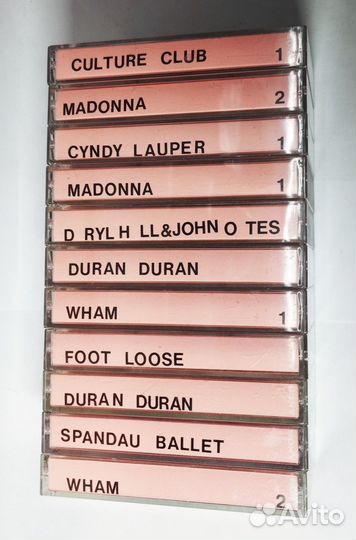 CULTURE CLUB 1
MADONNA 2
CYNDY LAUPER 1
MADONNA 1
D RYL H LL&JOHN O TES
DURAN DURAN
WHAM 1
FOOT LOOSE
DURAN DURAN
SPANDAU BALLET
WHAM 2
Avito